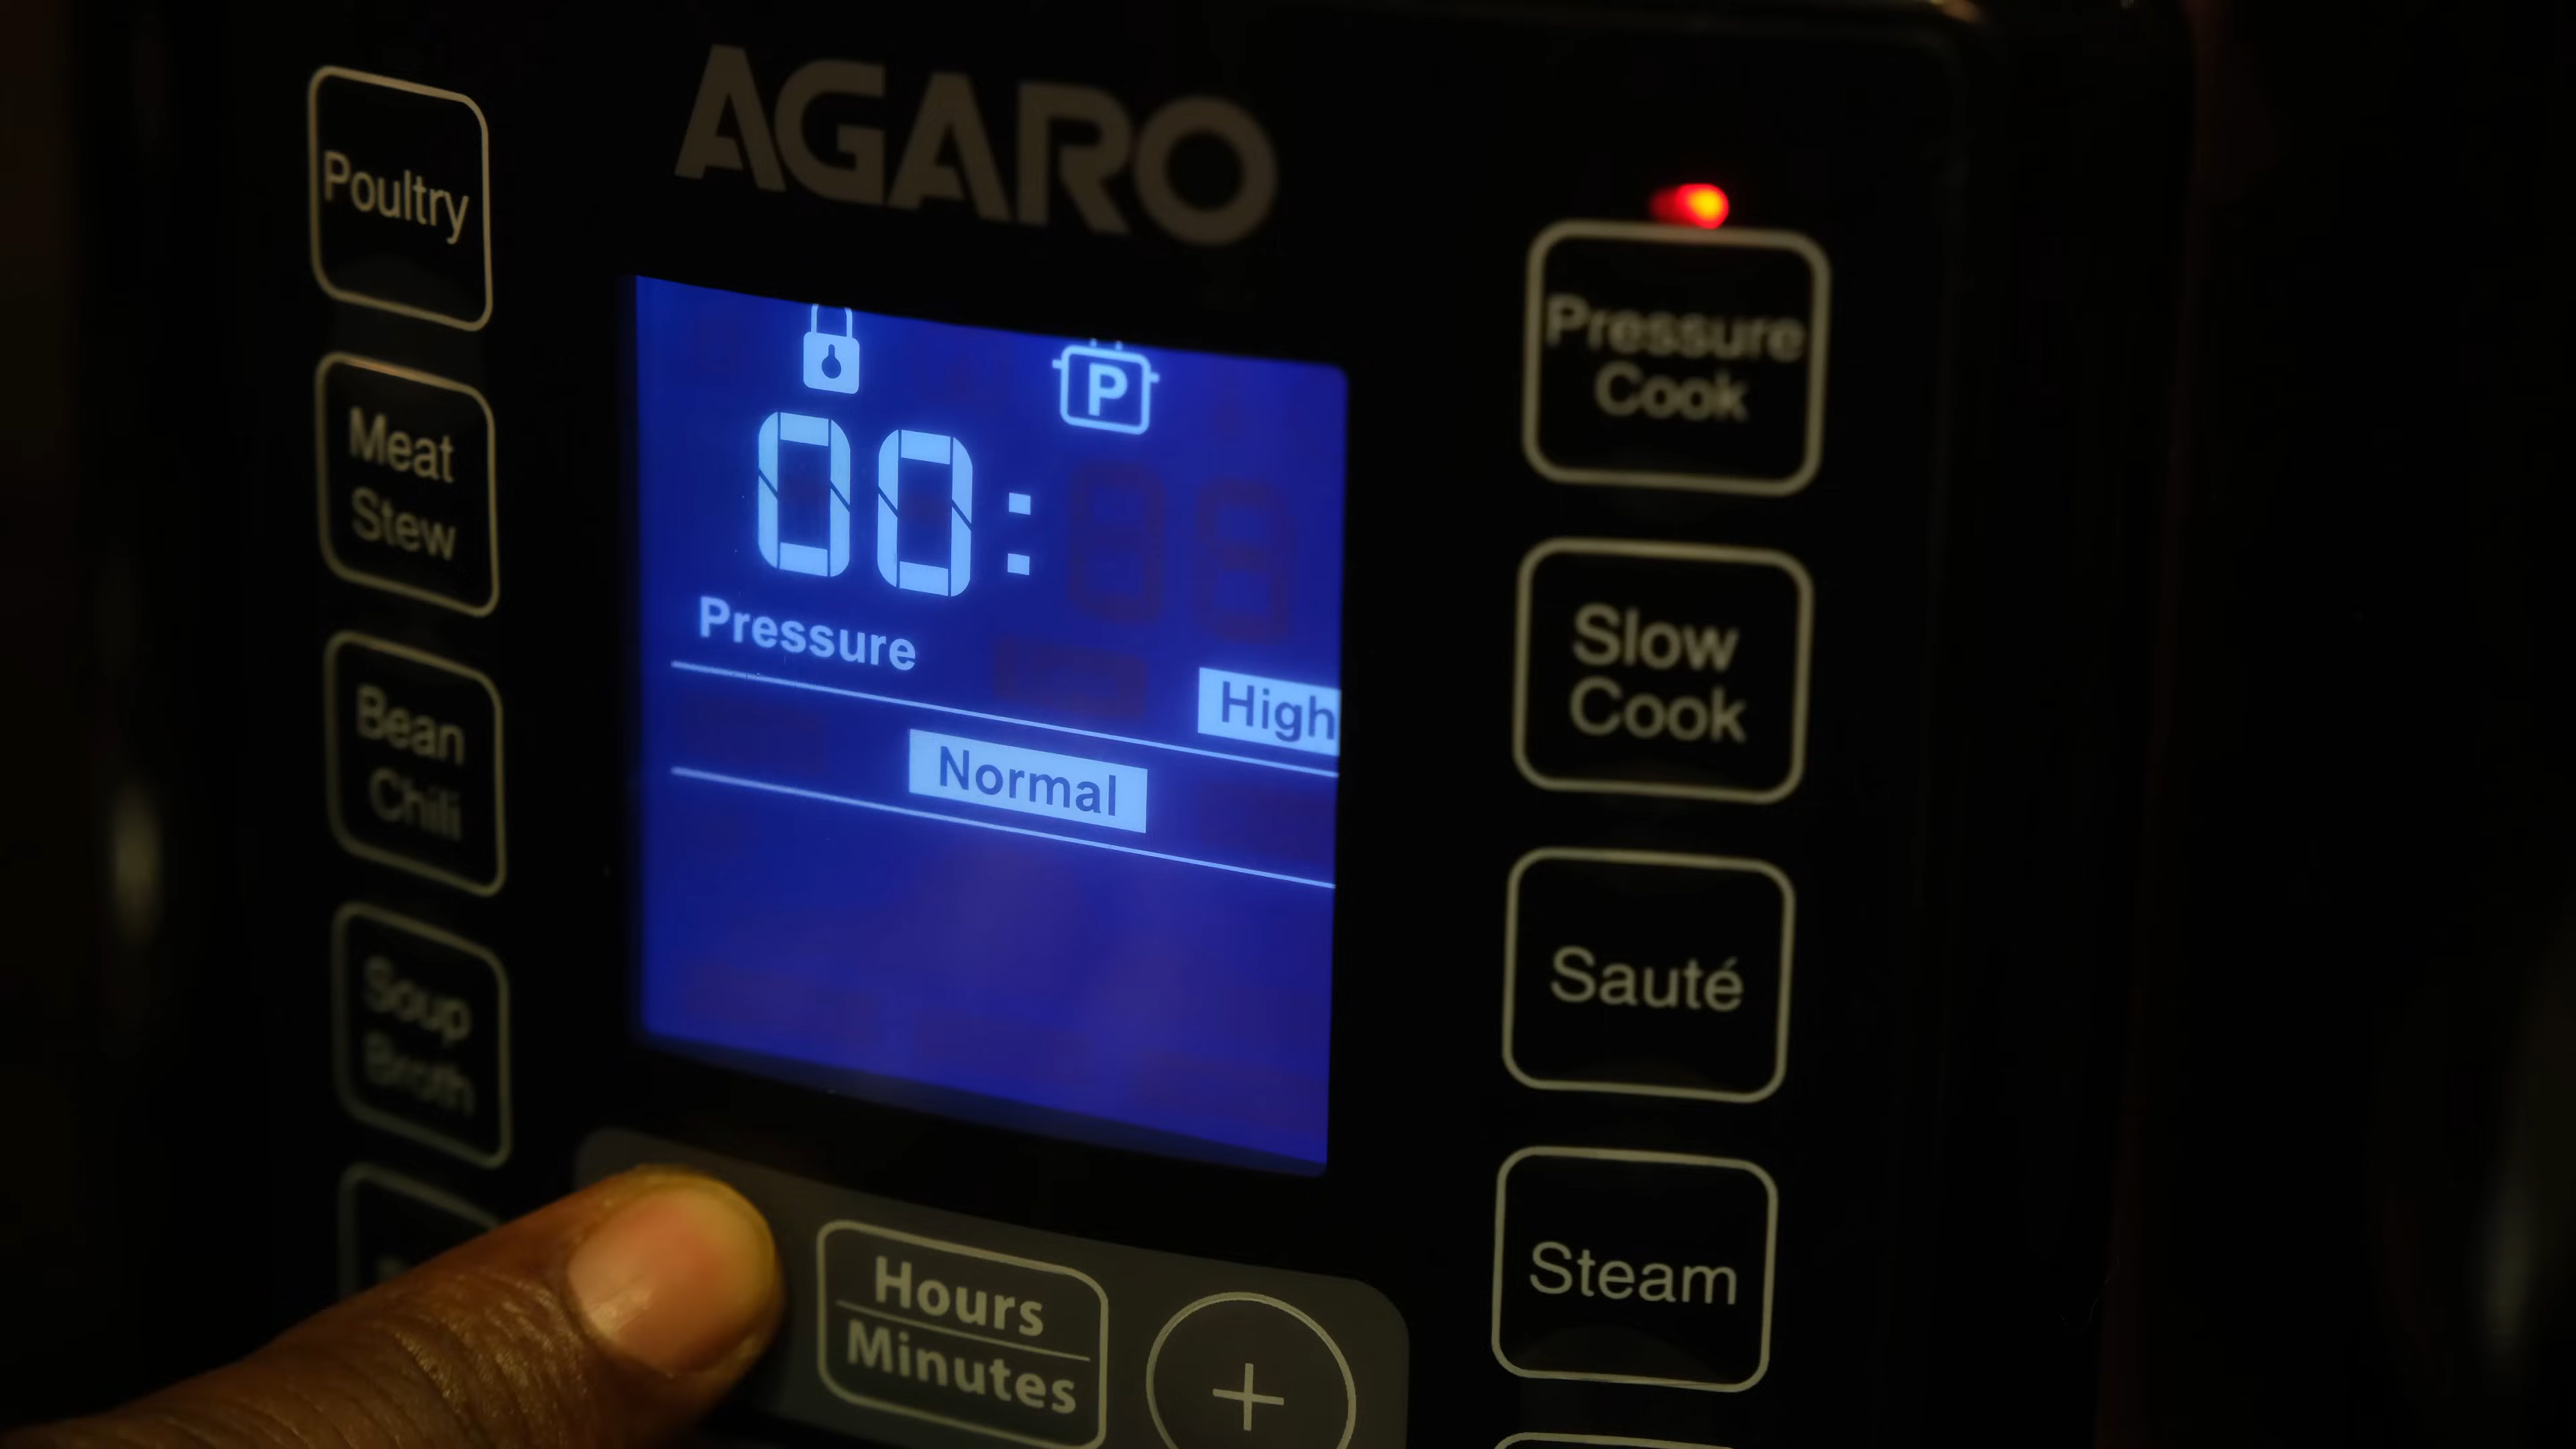 AGARO
Poultry
Meat
Stew
Bean
Chili
Soup
Broth
P
00:
Pressure
High
Normal
Hours
Minutes
+
Pressure
Cook
Slow
Cook
Sauté
Steam